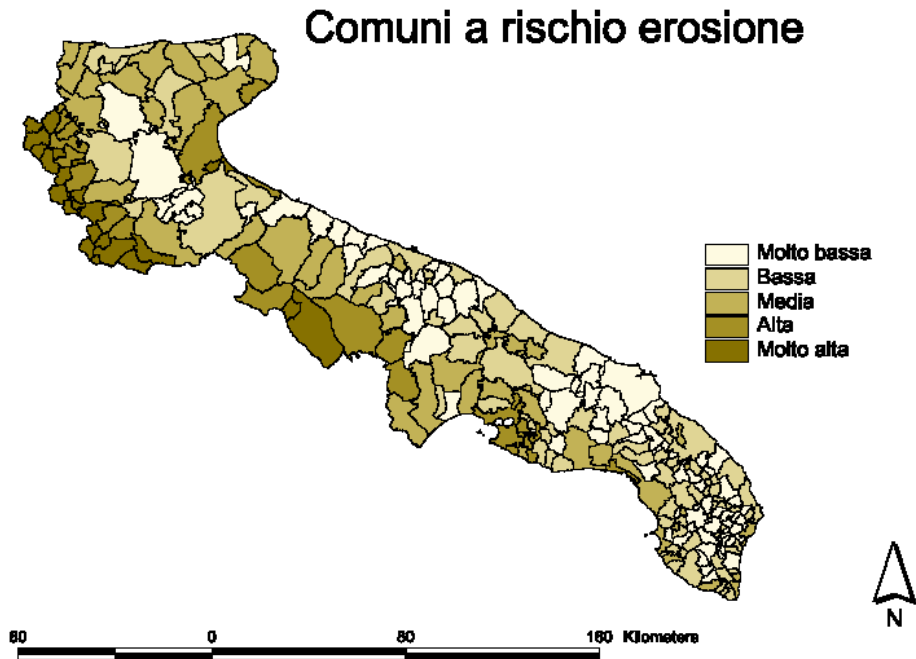 Comuni a rischio erosione
Molto bassa
Bassa
Media
Alta
Molto alta
N
80 0 80 160 Kilometers